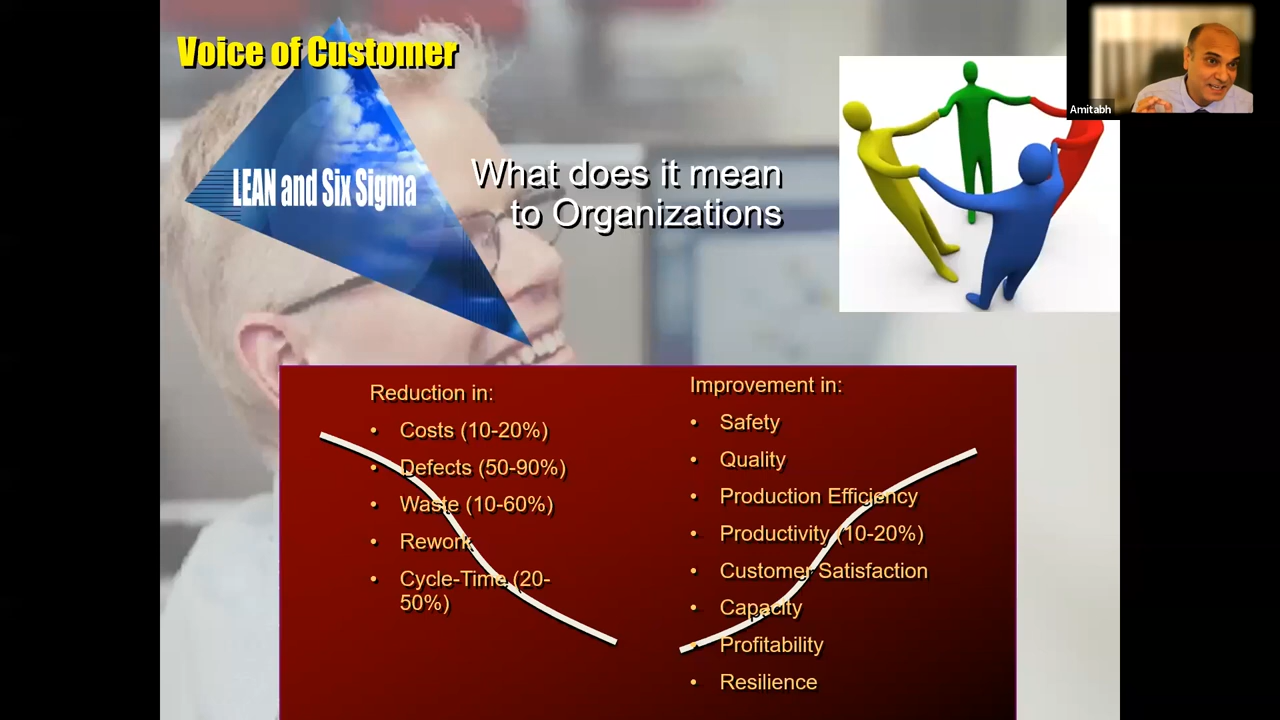 Voice of Customer
Amitabh
LEAN and Six Sigma
What does it mean
to Organizations
Reduction in:
• Costs (10-20%)
• Defects (50-90%)
• Waste (10-60%)
• Rework
• Cycle-Time (20-
50%)
Improvement in:
• Safety
• Quality
• Production Efficiency
• Productivity (10-20%)
• Customer Satisfaction
• Capacity
• Profitability
• Resilience